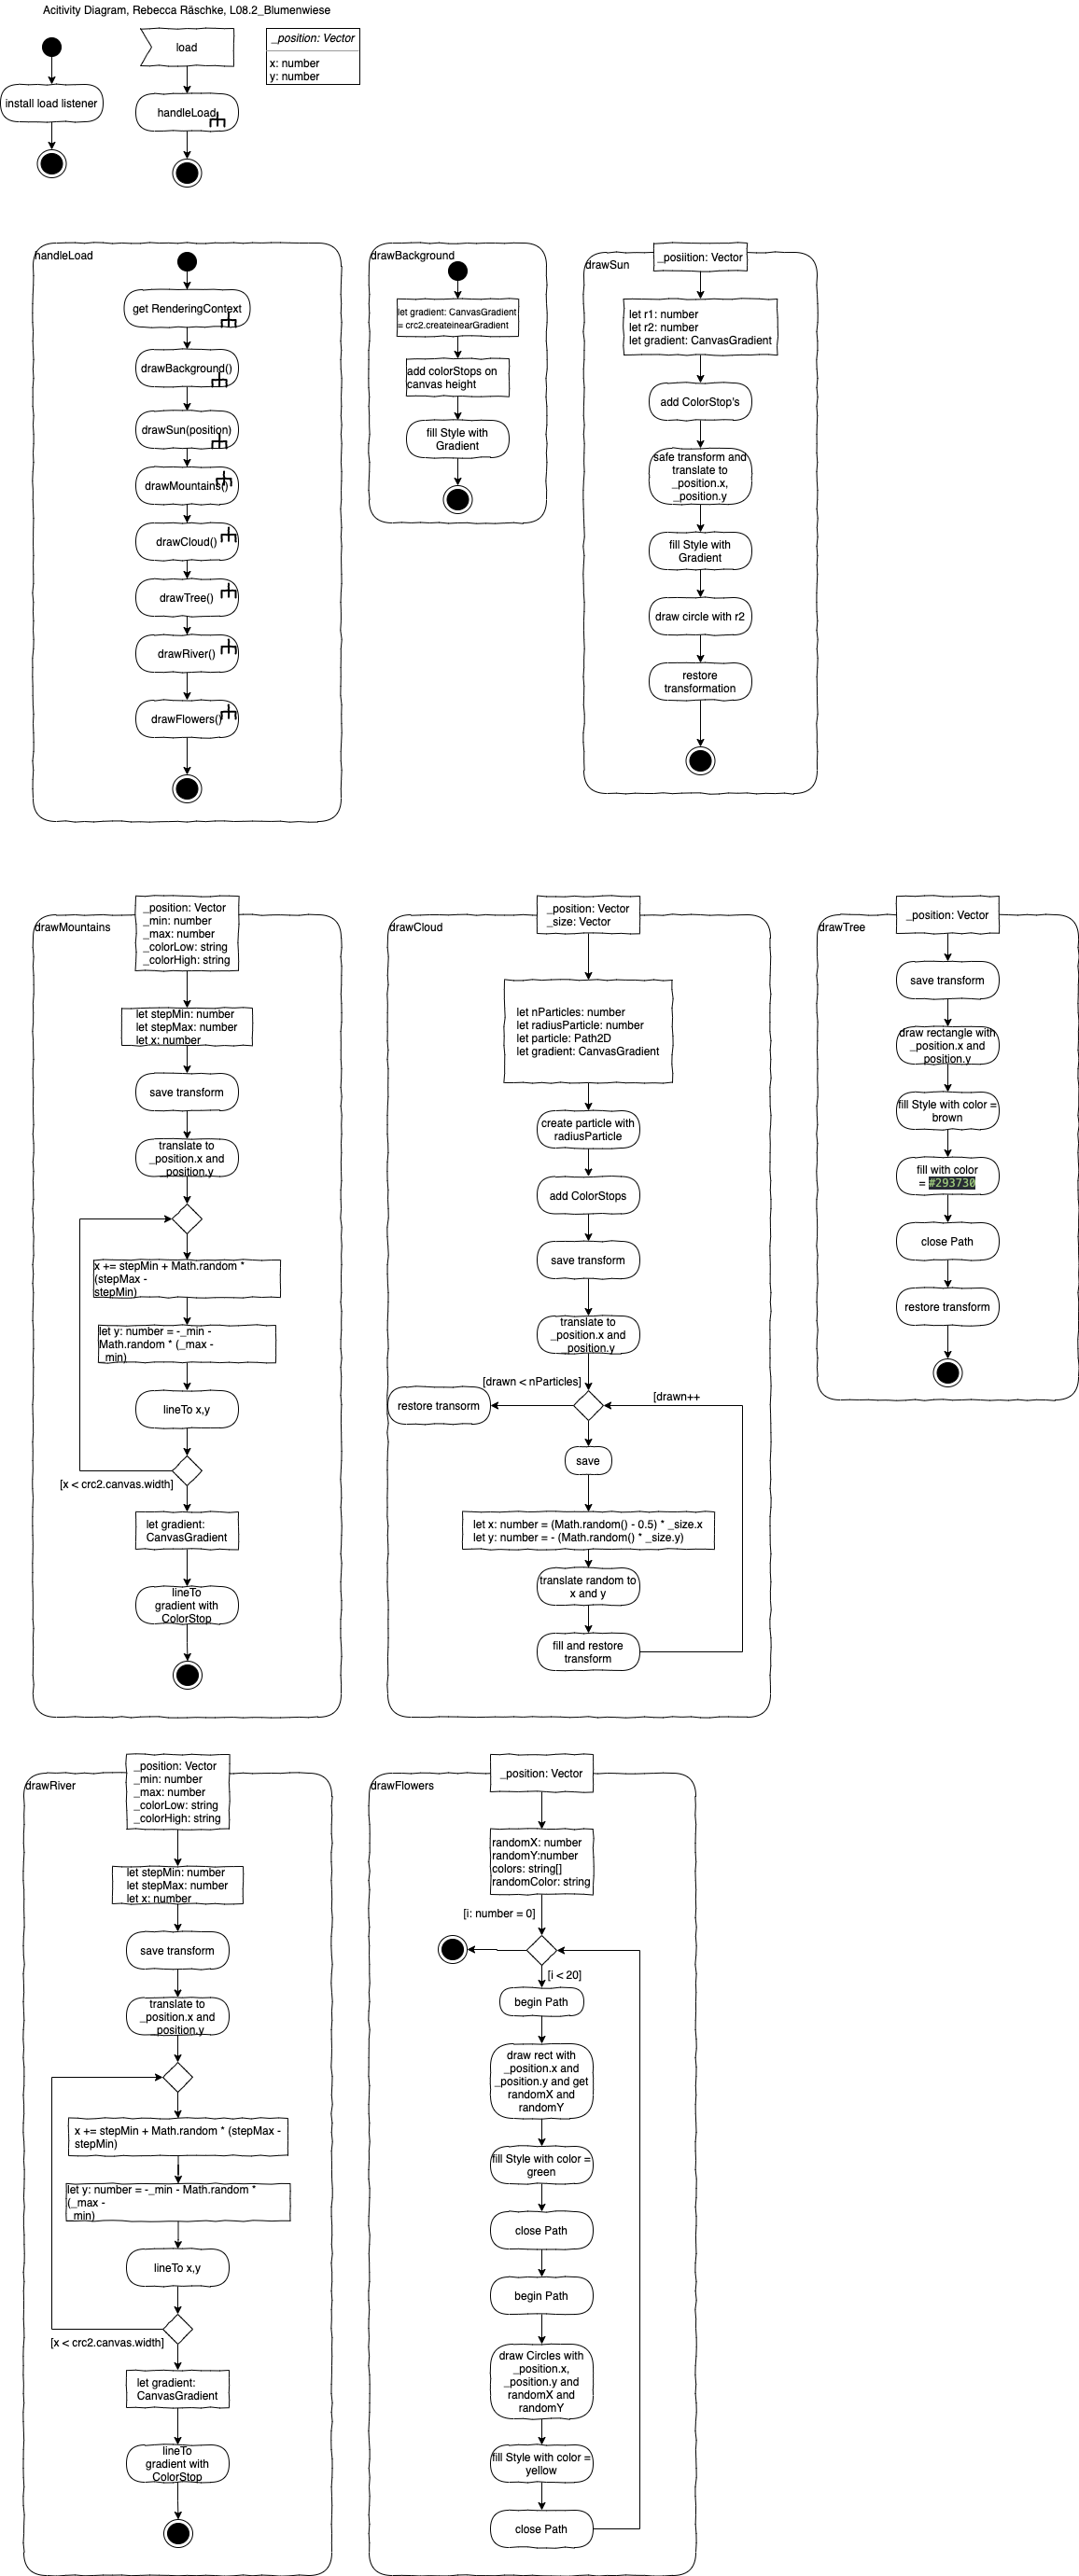 Acitivity Diagram, Rebecca Räschke, L08.2_Blumenwiese
install load listener
load
handleLoad
_position: Vector
x: number
y: number
handleLoad
get RenderingContext
drawBackground()
drawSun(position)
drawMountains()
drawCloud()
drawTree()
drawRiver()
drawFlowers()
drawBackground
let gradient: CanvasGradient
= crc2.createinearGradient
add colorStops on
canvas height
fill Style with
Gradient
drawSun
_posiition: Vector
let r1: number
let r2: number
let gradient: CanvasGradient
add ColorStop's
safe transform and
translate to
_position.x,
_position.y
fill Style with
Gradient
draw circle with r2
restore
transformation
drawMountains
_position: Vector
_min: number
_max: number
_colorLow: string
_colorHigh: string
let stepMin: number
let stepMax: number
let x: number
save transform
translate to
_position.x and
_position.y
x += stepMin + Math.random *
(stepMax -
stepMin)
let y: number = -_min -
Math.random * (_max -
_min)
lineTo x,y
[x < crc2.canvas.width]
let gradient:
CanvasGradient
lineTo
gradient with
ColorStop
drawCloud
_position: Vector
_size: Vector
let nParticles: number
let radiusParticle: number
let particle: Path2D
let gradient: CanvasGradient
create particle with
radiusParticle
add ColorStops
save transform
translate to
_position.x and
_position.y
[drawn < nParticles]
restore transorm
[drawn++
save
let x: number = (Math.random() - 0.5) * _size.x
let y: number = - (Math.random() * _size.y)
translate random to
x and y
fill and restore
transform
drawTree
_position: Vector
save transform
draw rectangle with
_position.x and
position.y
fill Style with color =
brown
fill with color
= #293730
close Path
restore transform
drawRiver
_position: Vector
_min: number
_max: number
_colorLow: string
_colorHigh: string
let stepMin: number
let stepMax: number
let x: number
save transform
translate to
_position.x and
_position.y
x += stepMin + Math.random * (stepMax -
stepMin)
let y: number = -_min - Math.random *
(_max -
_min)
lineTo x,y
[x < crc2.canvas.width]
let gradient:
CanvasGradient
lineTo
gradient with
ColorStop
drawFlowers
_position: Vector
randomX: number
randomY:number
colors: string[]
randomColor: string
[i: number = 0]
[i < 20]
begin Path
draw rect with
_position.x and
_position.y and get
randomX and
randomY
fill Style with color =
green
close Path
begin Path
draw Circles with
_position.x,
_position.y and
randomX and
randomY
fill Style with color =
yellow
close Path